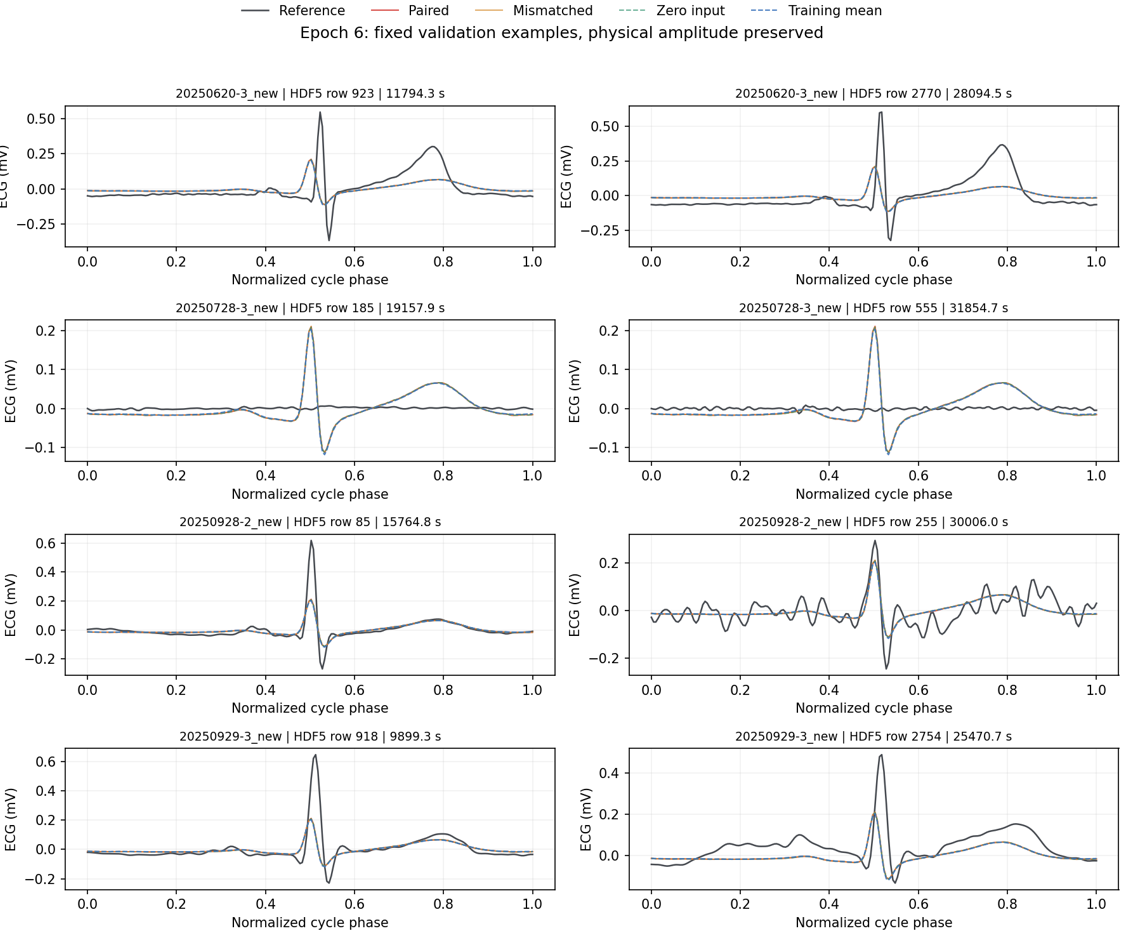 Reference Paired Mismatched Zero input Training mean
Epoch 6: fixed validation examples, physical amplitude preserved
20250620-3_new | HDF5 row 923 | 11794.3 s
ECG (mV)
0.50
0.25
0.00
−0.25
0.0 0.2 0.4 0.6 0.8 1.0
Normalized cycle phase
20250620-3_new | HDF5 row 2770 | 28094.5 s
ECG (mV)
0.50
0.25
0.00
−0.25
0.0 0.2 0.4 0.6 0.8 1.0
Normalized cycle phase
20250728-3_new | HDF5 row 185 | 19157.9 s
ECG (mV)
0.2
0.1
0.0
−0.1
0.0 0.2 0.4 0.6 0.8 1.0
Normalized cycle phase
20250728-3_new | HDF5 row 555 | 31854.7 s
ECG (mV)
0.2
0.1
0.0
−0.1
0.0 0.2 0.4 0.6 0.8 1.0
Normalized cycle phase
20250928-2_new | HDF5 row 85 | 15764.8 s
ECG (mV)
0.6
0.4
0.2
0.0
−0.2
0.0 0.2 0.4 0.6 0.8 1.0
Normalized cycle phase
20250928-2_new | HDF5 row 255 | 30006.0 s
ECG (mV)
0.2
0.0
−0.2
0.0 0.2 0.4 0.6 0.8 1.0
Normalized cycle phase
20250929-3_new | HDF5 row 918 | 9899.3 s
ECG (mV)
0.6
0.4
0.2
0.0
−0.2
0.0 0.2 0.4 0.6 0.8 1.0
Normalized cycle phase
20250929-3_new | HDF5 row 2754 | 25470.7 s
ECG (mV)
0.4
0.2
0.0
0.0 0.2 0.4 0.6 0.8 1.0
Normalized cycle phase